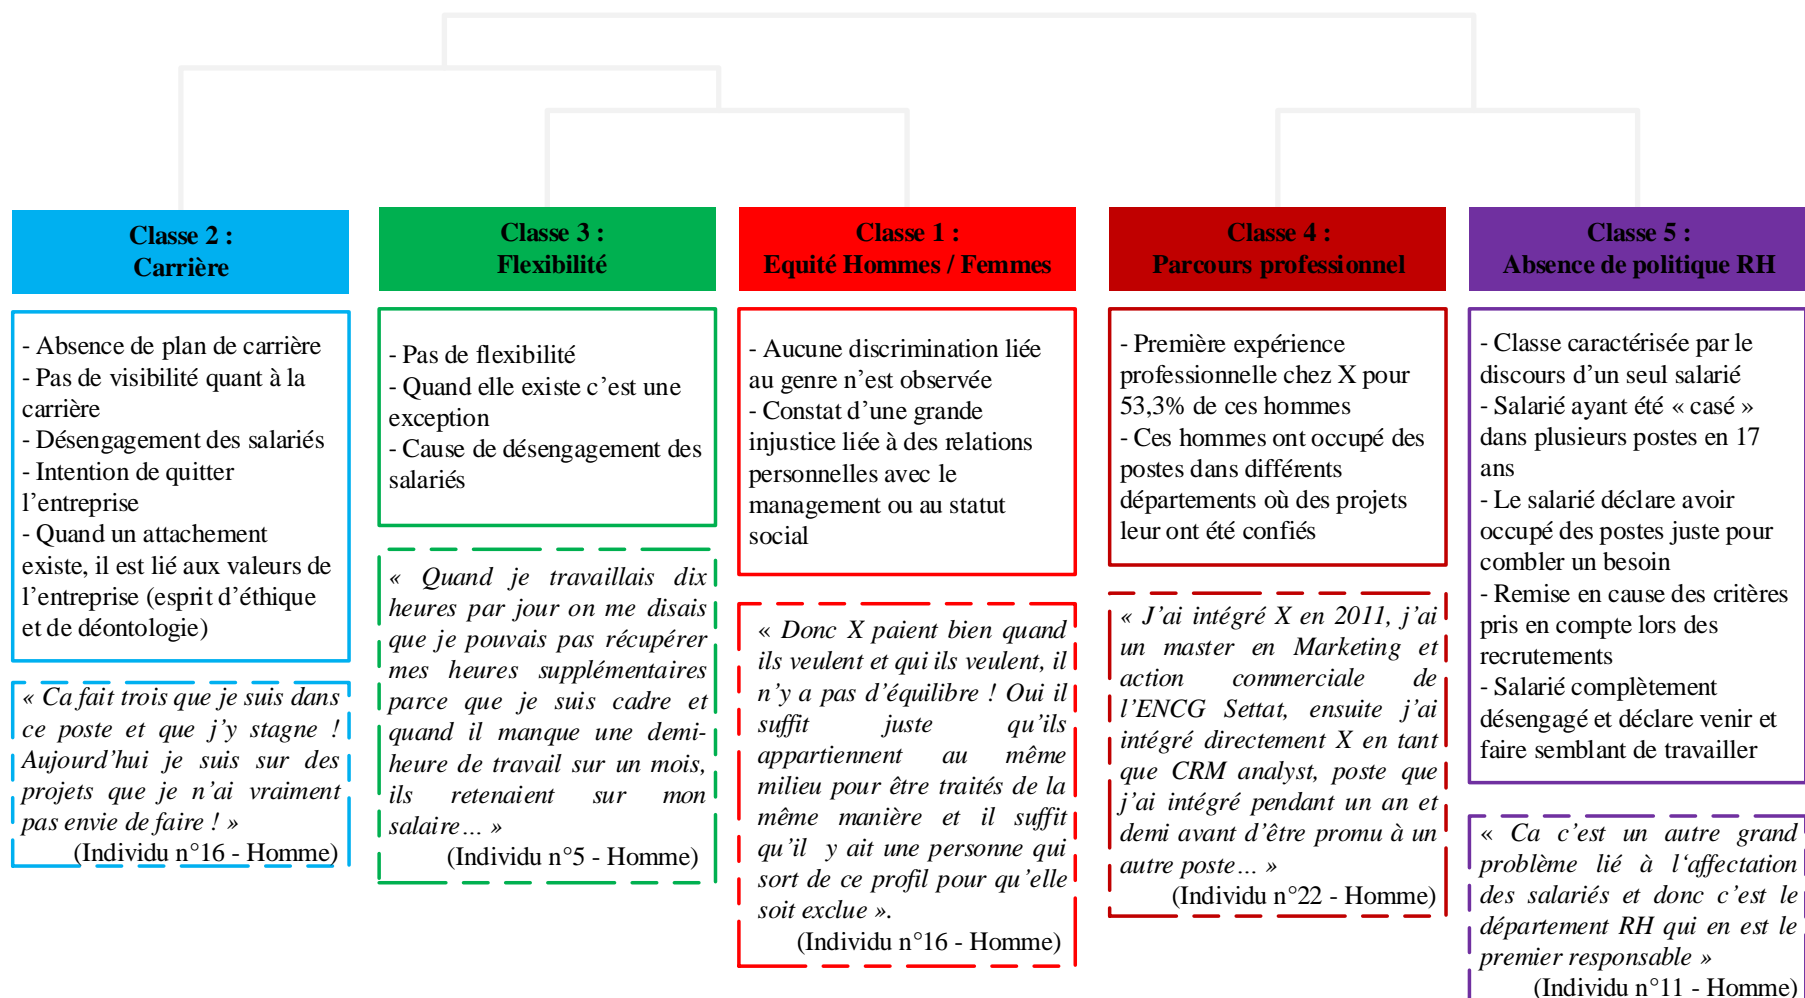 Classe 2 :
Carrière
- Absence de plan de carrière
- Pas de visibilité quant à la
carrière
- Désengagement des salariés
- Intention de quitter
l’entreprise
- Quand un attachement
existe, il est lié aux valeurs de
l’entreprise (esprit d’éthique
et de déontologie)
« Ca fait trois que je suis dans
ce poste et que j’y stagne !
Aujourd’hui je suis sur des
projets que je n’ai vraiment
pas envie de faire ! »
(Individu n°16 - Homme)
Classe 3 :
Flexibilité
- Pas de flexibilité
- Quand elle existe c’est une
exception
- Cause de désengagement des
salariés
« Quand je travaillais dix
heures par jour on me disais
que je pouvais pas récupérer
mes heures supplémentaires
parce que je suis cadre et
quand il manque une demi-
heure de travail sur un mois,
ils retenaient sur mon
salaire… »
(Individu n°5 - Homme)
Classe 1 :
Equité Hommes / Femmes
- Aucune discrimination liée
au genre n’est observée
- Constat d’une grande
injustice liée à des relations
personnelles avec le
management ou au statut
social
« Donc X paient bien quand
ils veulent et qui ils veulent, il
n’y a pas d’équilibre ! Oui il
suffit juste qu’ils
appartiennent au même
milieu pour être traités de la
même manière et il suffit
qu’il y ait une personne qui
sort de ce profil pour qu’elle
soit exclue ».
(Individu n°16 - Homme)
Classe 4 :
Parcours professionnel
- Première expérience
professionnelle chez X pour
53,3% de ces hommes
- Ces hommes ont occupé des
postes dans différents
départements où des projets
leur ont été confiés
« J’ai intégré X en 2011, j’ai
un master en Marketing et
action commerciale de
l’ENCG Settat, ensuite j’ai
intégré directement X en tant
que CRM analyst, poste que
j’ai intégré pendant un an et
demi avant d’être promu à un
autre poste… »
(Individu n°22 - Homme)
Classe 5 :
Absence de politique RH
- Classe caractérisée par le
discours d’un seul salarié
- Salarié ayant été « casé »
dans plusieurs postes en 17
ans
- Le salarié déclare avoir
occupé des postes juste pour
combler un besoin
- Remise en cause des critères
pris en compte lors des
recrutements
- Salarié complètement
désengagé et déclare venir et
faire semblant de travailler
« Ca c’est un autre grand
problème lié à l‘affectation
des salariés et donc c’est le
département RH qui en est le
premier responsable »
(Individu n°11 - Homme)